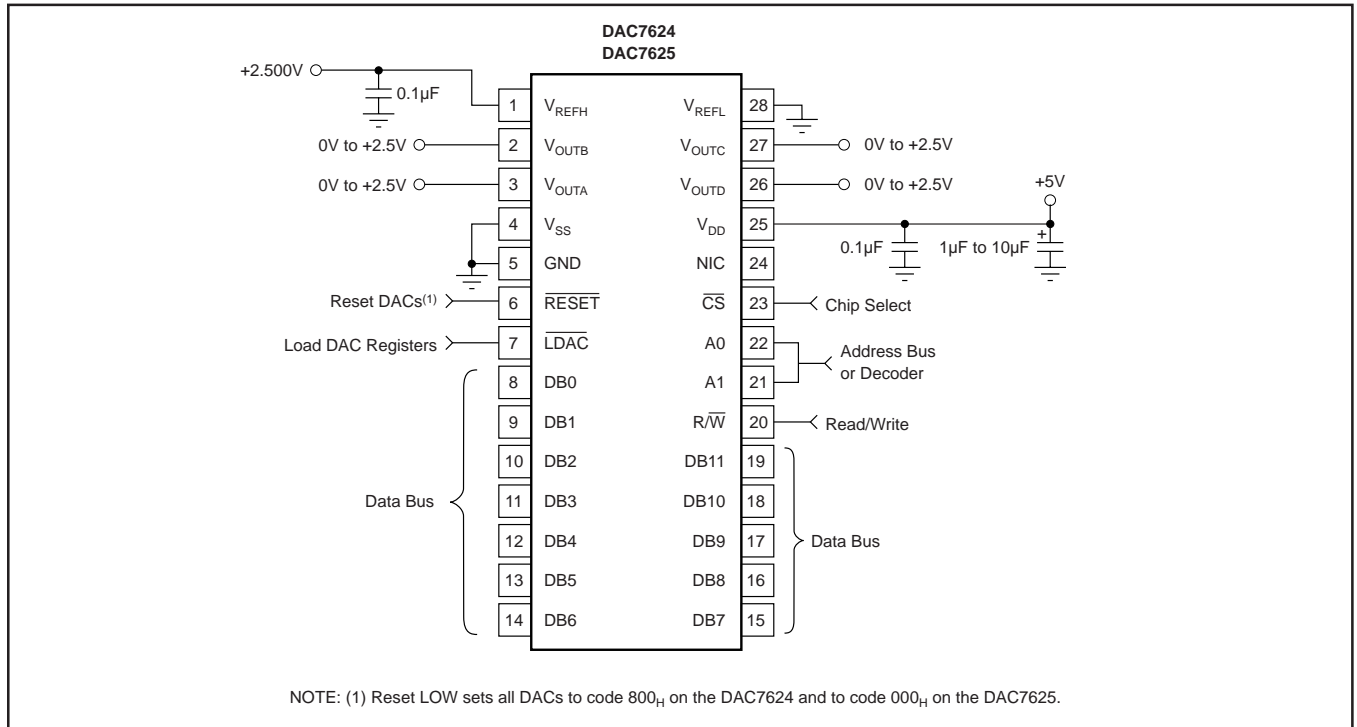 DAC7624
DAC7625
+2.500V
0.1µF
1 VREFH VREFL 28
0V to +2.5V 2 VOUTB VOUTC 27 0V to +2.5V
0V to +2.5V 3 VOUTA VOUTD 26 0V to +2.5V
+5V
4 VSS VDD 25
0.1µF 1µF to 10µF +
5 GND NIC 24
Reset DACs(1) 6 RESET CS 23 Chip Select
Load DAC Registers 7 LDAC A0 22
Address Bus
or Decoder
8 DB0 A1 21
9 DB1 R/W 20 Read/Write
10 DB2 DB11 19
11 DB3 DB10 18
Data Bus
12 DB4 DB9 17 Data Bus
13 DB5 DB8 16
14 DB6 DB7 15
NOTE: (1) Reset LOW sets all DACs to code 800H on the DAC7624 and to code 000H on the DAC7625.